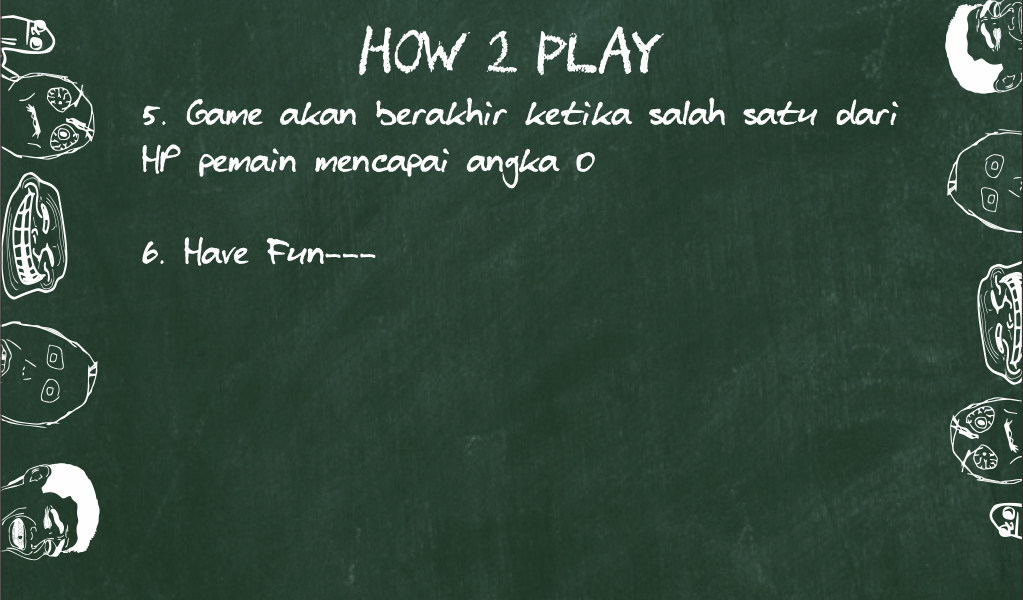 HOW 2 PLAY
5. Game akan berakhir ketika salah satu dari
HP pemain mencapai angka 0
6. Have Fun---